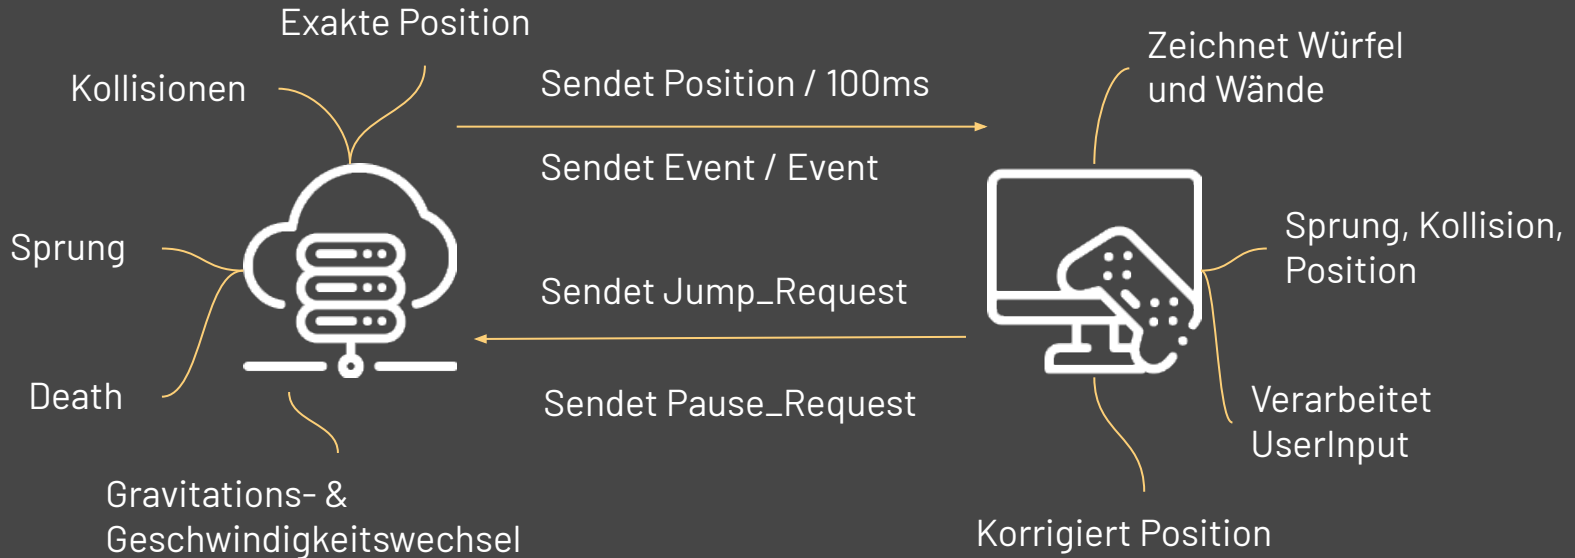 Exakte Position
Kollisionen
Sprung
Death
Gravitations- &
Geschwindigkeitswechsel
Sendet Position / 100ms
Sendet Event / Event
Sendet Jump_Request
Sendet Pause_Request
Zeichnet Würfel
und Wände
Sprung, Kollision,
Position
Verarbeitet
UserInput
Korrigiert Position